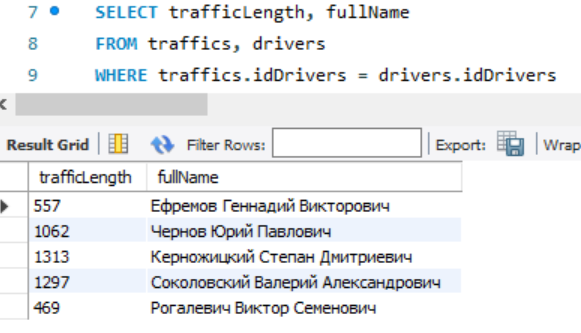 7 SELECT trafficLength, fullName
8 FROM traffics, drivers
9 WHERE traffics.idDrivers = drivers.idDrivers
Result Grid Filter Rows: Export: Wrap
trafficLength fullName
557 Ефремов Геннадий Викторович
1062 Чернов Юрий Павлович
1313 Керножицкий Степан Дмитриевич
1297 Соколовский Валерий Александрович
469 Рогалевич Виктор Семенович